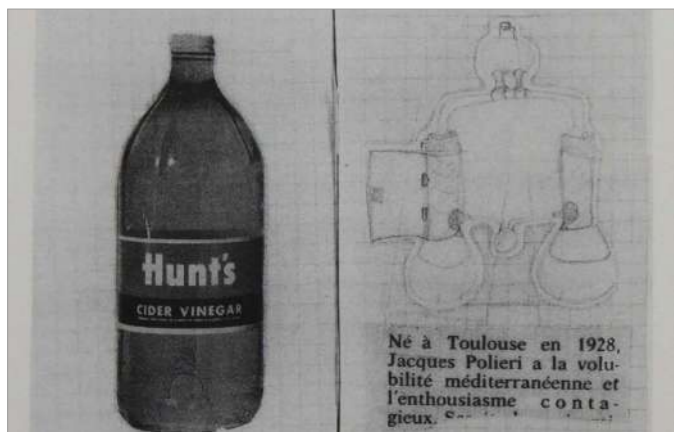 Hunt's
CIDER VINEGAR
Né à Toulouse en 1928,
Jacques Polieri a la volu-
bilité méditerranéenne et
l'enthousiasme conta-
gieux.